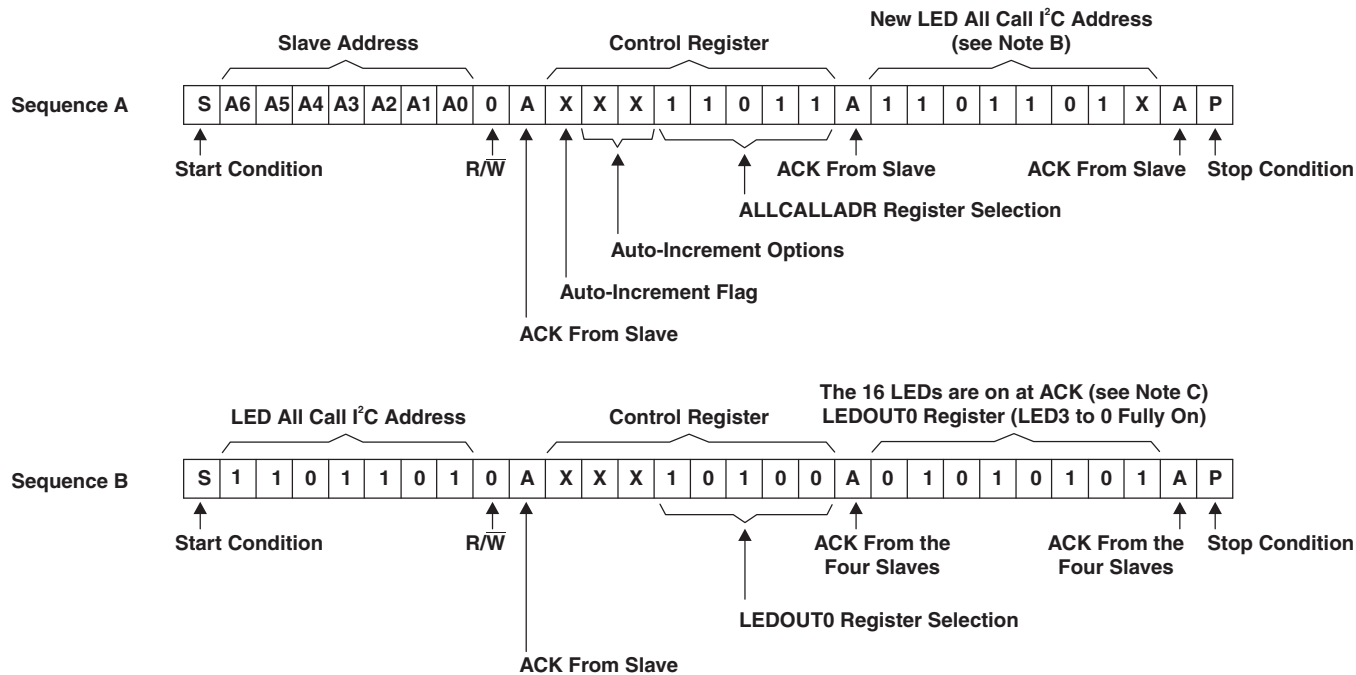 New LED All Call I²C Address
Slave Address Control Register (see Note B)
Sequence A S A6 A5 A4 A3 A2 A1 A0 0 A X X X 1 1 0 1 1 A 1 1 0 1 1 0 1 X A P
Start Condition R/W̅ ACK From Slave ACK From Slave Stop Condition
ALLCALLADR Register Selection
Auto-Increment Options
Auto-Increment Flag
ACK From Slave
The 16 LEDs are on at ACK (see Note C)
LED All Call I²C Address Control Register LEDOUT0 Register (LED3 to 0 Fully On)
Sequence B S 1 1 0 1 1 0 1 0 A X X X 1 0 1 0 0 A 0 1 0 1 0 1 0 1 A P
Start Condition R/W̅ ACK From the ACK From the Stop Condition
Four Slaves Four Slaves
LEDOUT0 Register Selection
ACK From Slave